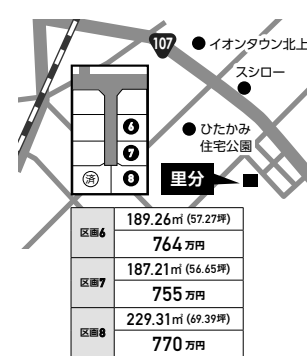 107
イオンタウン北上
スシロー
ひたかみ
住宅公園
6
7
済
8
里分
区画6
189.26㎡(57.27坪)
764万円
区画7
187.21㎡(56.65坪)
755万円
区画8
229.31㎡(69.39坪)
770万円